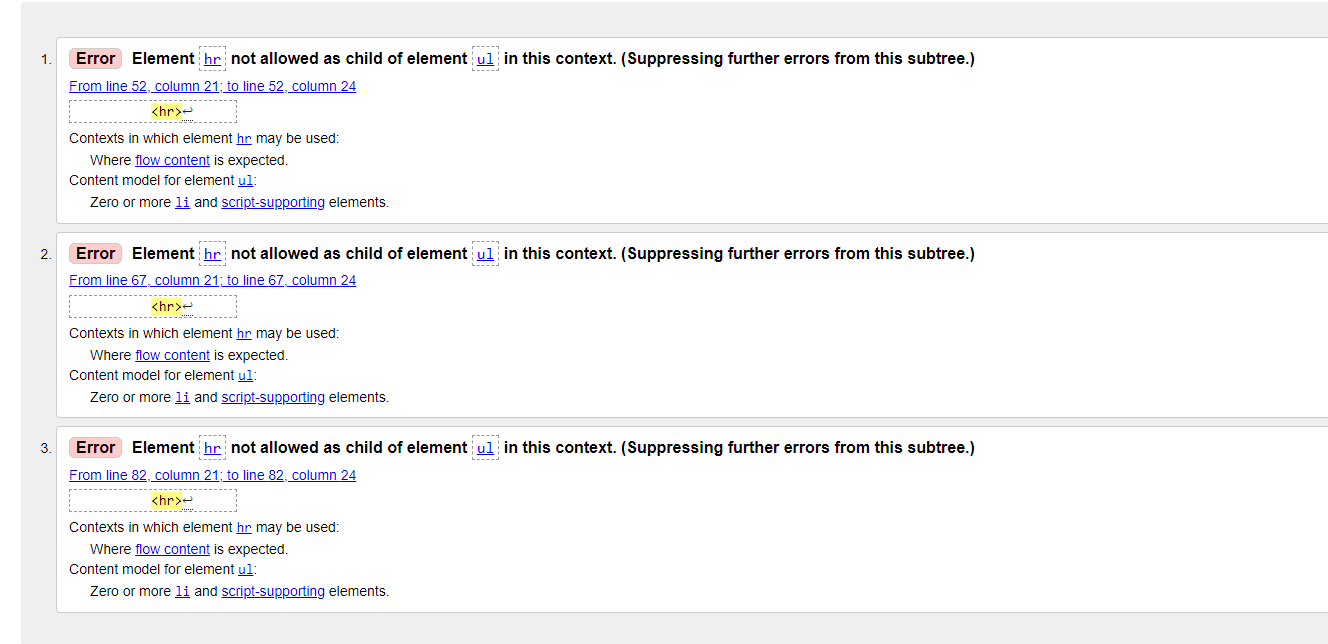 1. Error Element hr not allowed as child of element ul in this context. (Suppressing further errors from this subtree.)
From line 52, column 21; to line 52, column 24
<hr>↩
Contexts in which element hr may be used:
Where flow content is expected.
Content model for element ul:
Zero or more li and script-supporting elements.
2. Error Element hr not allowed as child of element ul in this context. (Suppressing further errors from this subtree.)
From line 67, column 21; to line 67, column 24
<hr>↩
Contexts in which element hr may be used:
Where flow content is expected.
Content model for element ul:
Zero or more li and script-supporting elements.
3. Error Element hr not allowed as child of element ul in this context. (Suppressing further errors from this subtree.)
From line 82, column 21; to line 82, column 24
<hr>↩
Contexts in which element hr may be used:
Where flow content is expected.
Content model for element ul:
Zero or more li and script-supporting elements.